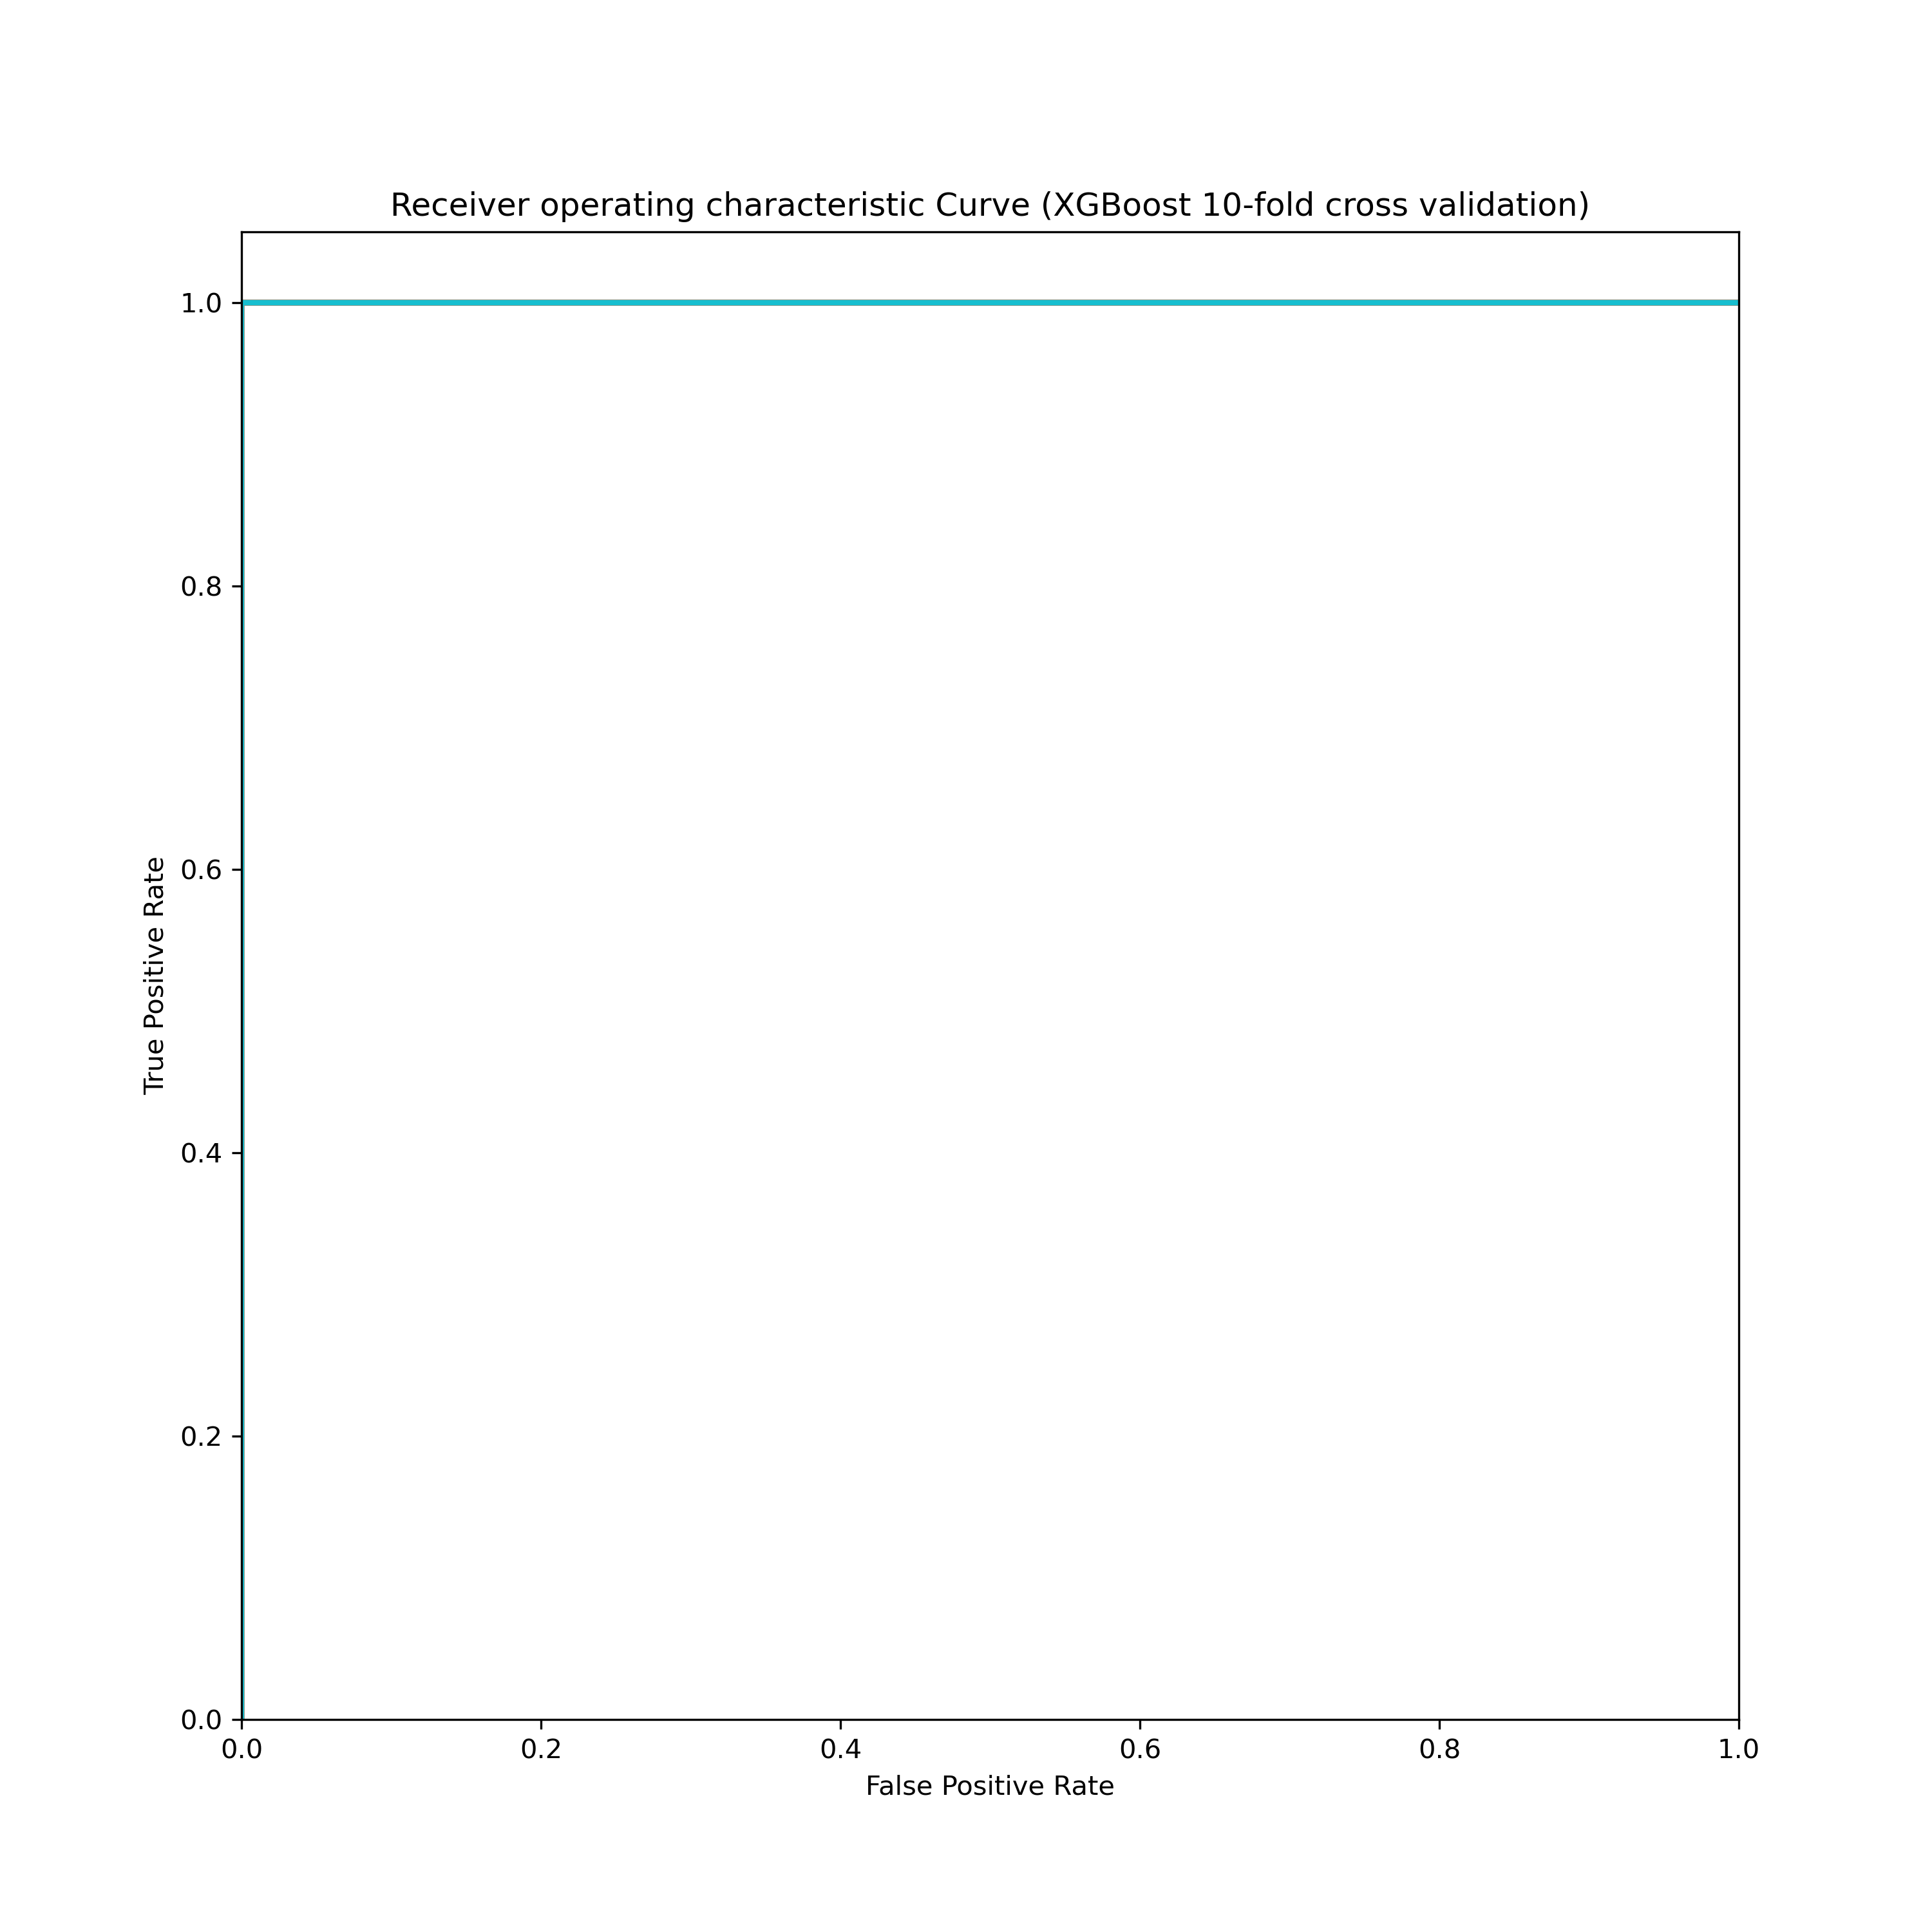 Receiver operating characteristic Curve (XGBoost 10-fold cross validation)
1.0
0.8
0.6
0.4
0.2
0.0
True Positive Rate
0.0 0.2 0.4 0.6 0.8 1.0
False Positive Rate